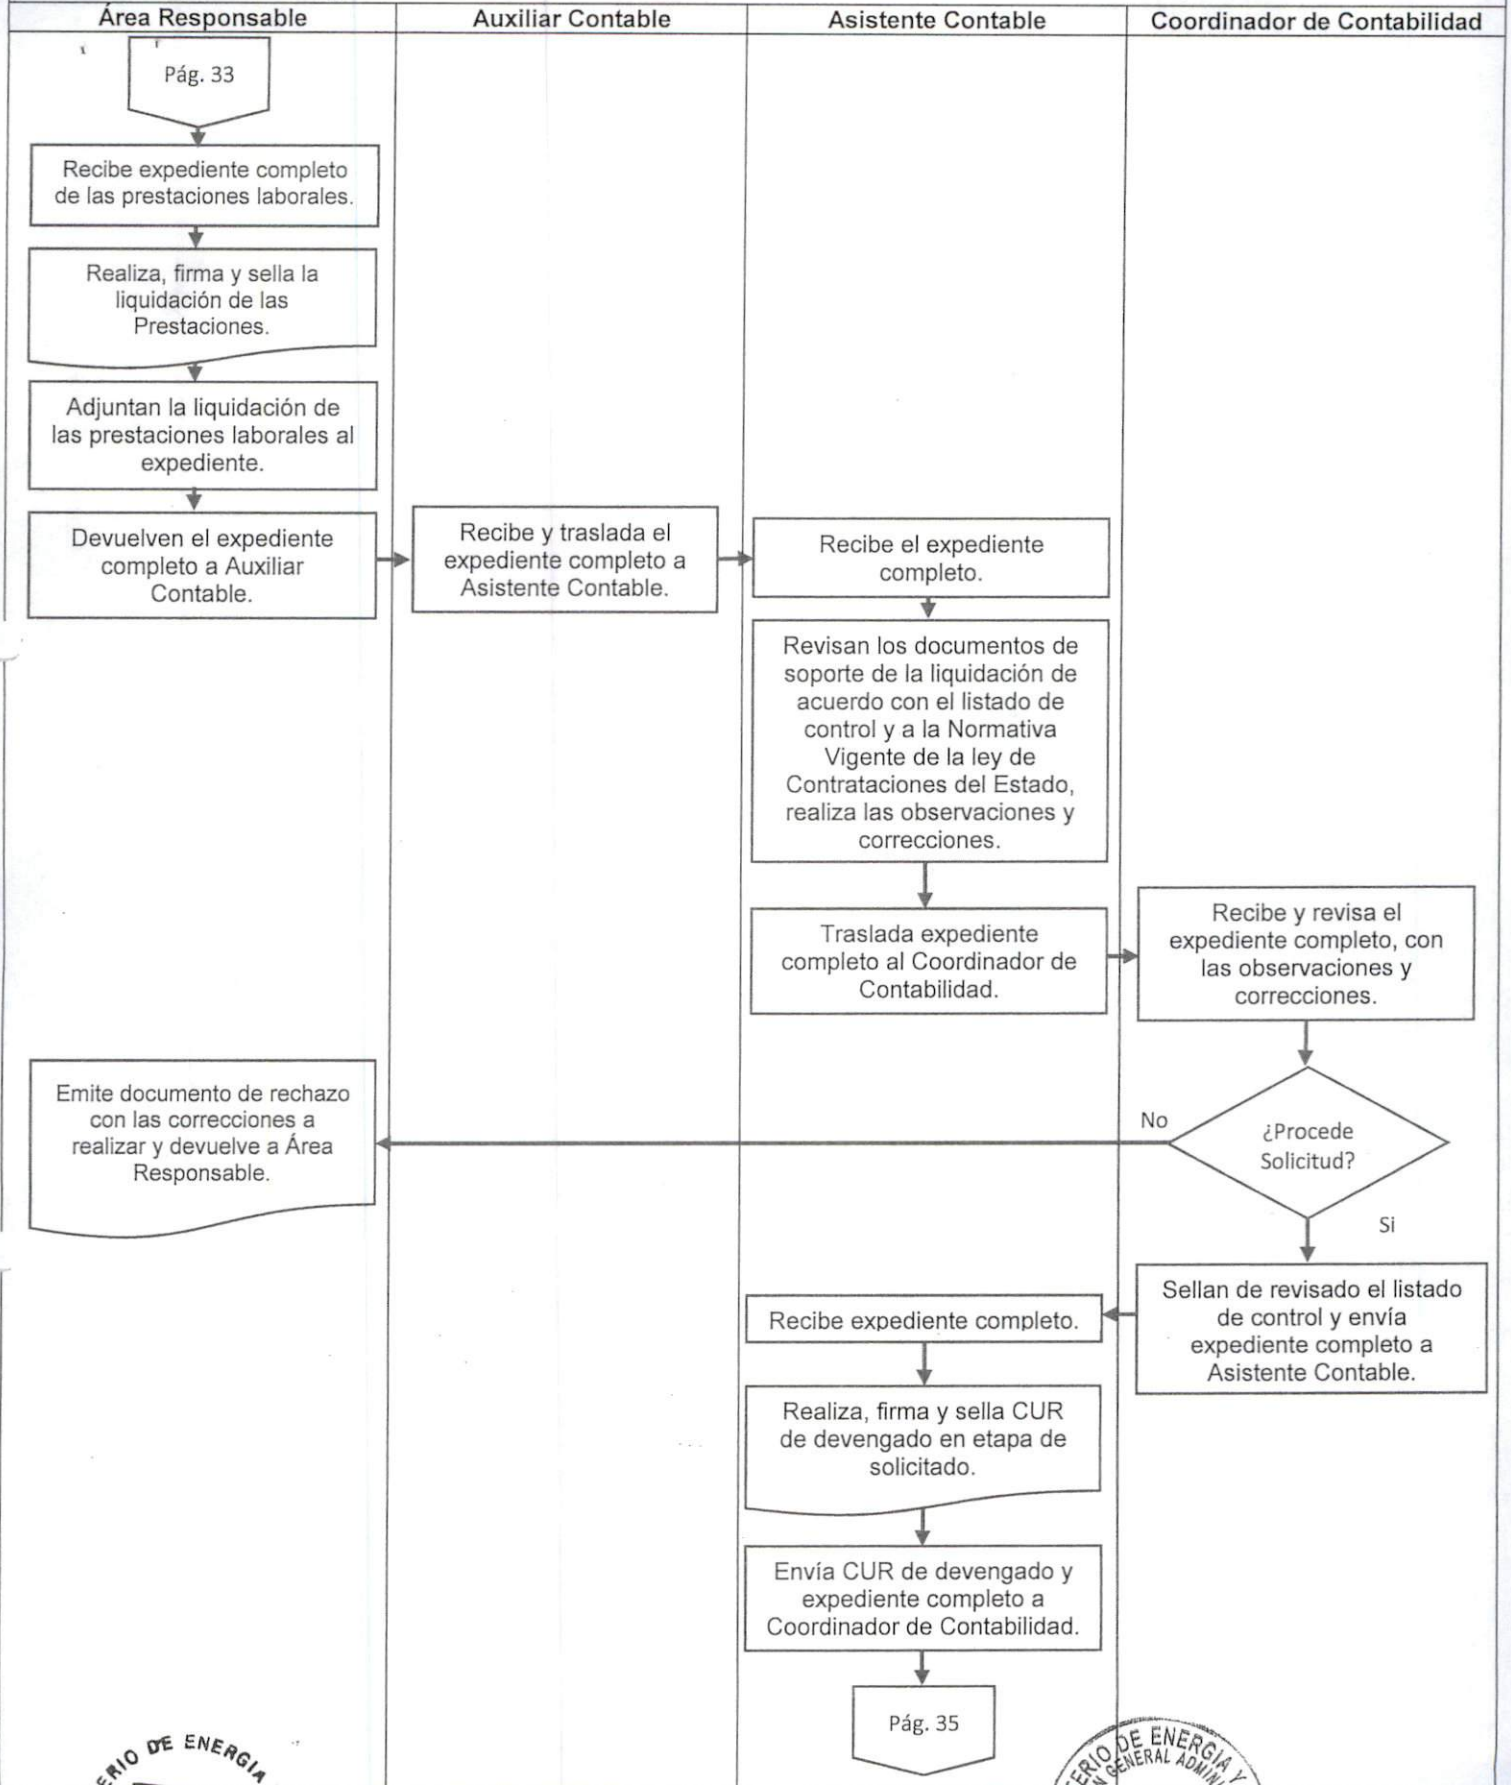 Área Responsable
Auxiliar Contable
Asistente Contable
Coordinador de Contabilidad
Pág. 33
Recibe expediente completo
de las prestaciones laborales.
Realiza, firma y sella la
liquidación de las
Prestaciones.
Adjuntan la liquidación de
las prestaciones laborales al
expediente.
Devuelven el expediente
completo a Auxiliar
Contable.
Recibe y traslada el
expediente completo a
Asistente Contable.
Recibe el expediente
completo.
Revisan los documentos de
soporte de la liquidación de
acuerdo con el listado de
control y a la Normativa
Vigente de la ley de
Contrataciones del Estado,
realiza las observaciones y
correcciones.
Traslada expediente
completo al Coordinador de
Contabilidad.
Recibe y revisa el
expediente completo, con
las observaciones y
correcciones.
¿Procede
Solicitud?
No
Emite documento de rechazo
con las correcciones a
realizar y devuelve a Área
Responsable.
Si
Sellan de revisado el listado
de control y envía
expediente completo a
Asistente Contable.
Recibe expediente completo.
Realiza, firma y sella CUR
de devengado en etapa de
solicitado.
Envía CUR de devengado y
expediente completo a
Coordinador de Contabilidad.
Pág. 35
DE ENERGIA
DE ENERGIA Y
GENERAL